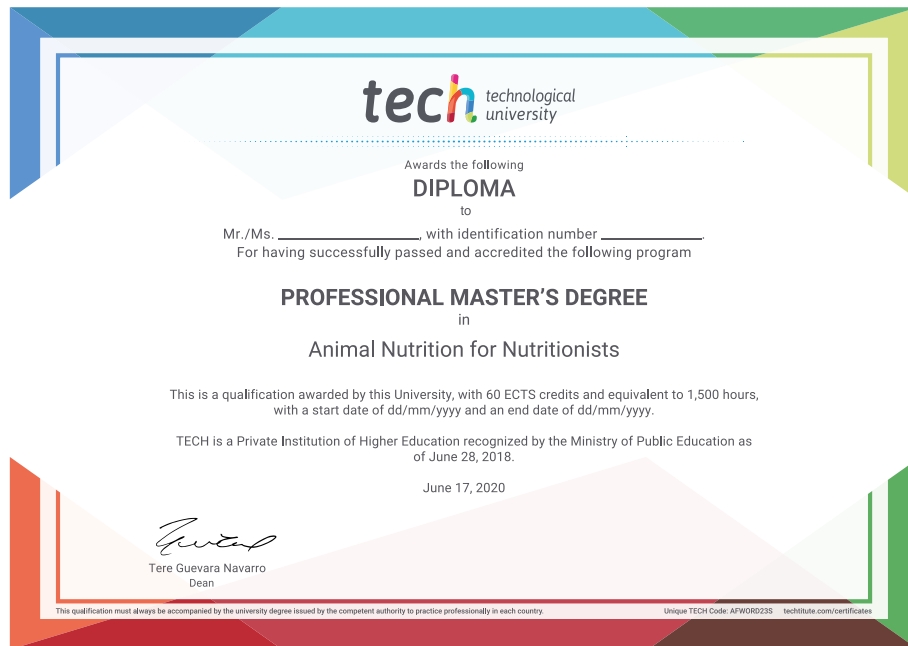 tech technological
university
Awards the following
DIPLOMA
to
Mr./Ms. ____________________, with identification number ______________.
For having successfully passed and accredited the following program
PROFESSIONAL MASTER'S DEGREE
in
Animal Nutrition for Nutritionists
This is a qualification awarded by this University, with 60 ECTS credits and equivalent to 1,500 hours,
with a start date of dd/mm/yyyy and an end date of dd/mm/yyyy.
TECH is a Private Institution of Higher Education recognized by the Ministry of Public Education as
of June 28, 2018.
June 17, 2020
Tere Guevara Navarro
Dean
This qualification must always be accompanied by the university degree issued by the competent authority to practice professionally in each country.
Unique TECH Code: AFWORD23S techtitute.com/certificates